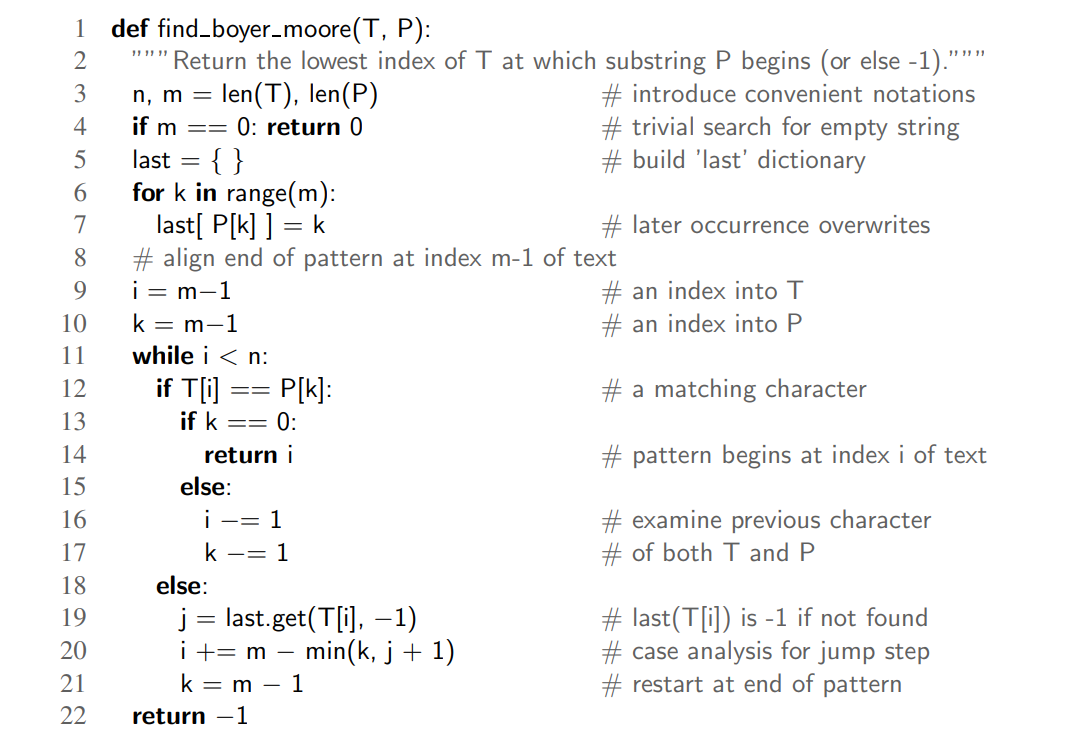 1 def find_boyer_moore(T, P):
2 """Return the lowest index of T at which substring P begins (or else -1)."""
3 n, m = len(T), len(P) # introduce convenient notations
4 if m == 0: return 0 # trivial search for empty string
5 last = { } # build 'last' dictionary
6 for k in range(m):
7 last[ P[k] ] = k # later occurrence overwrites
8 # align end of pattern at index m-1 of text
9 i = m−1 # an index into T
10 k = m−1 # an index into P
11 while i < n:
12 if T[i] == P[k]: # a matching character
13 if k == 0:
14 return i # pattern begins at index i of text
15 else:
16 i −= 1 # examine previous character
17 k −= 1 # of both T and P
18 else:
19 j = last.get(T[i], −1) # last(T[i]) is -1 if not found
20 i += m − min(k, j + 1) # case analysis for jump step
21 k = m − 1 # restart at end of pattern
22 return −1